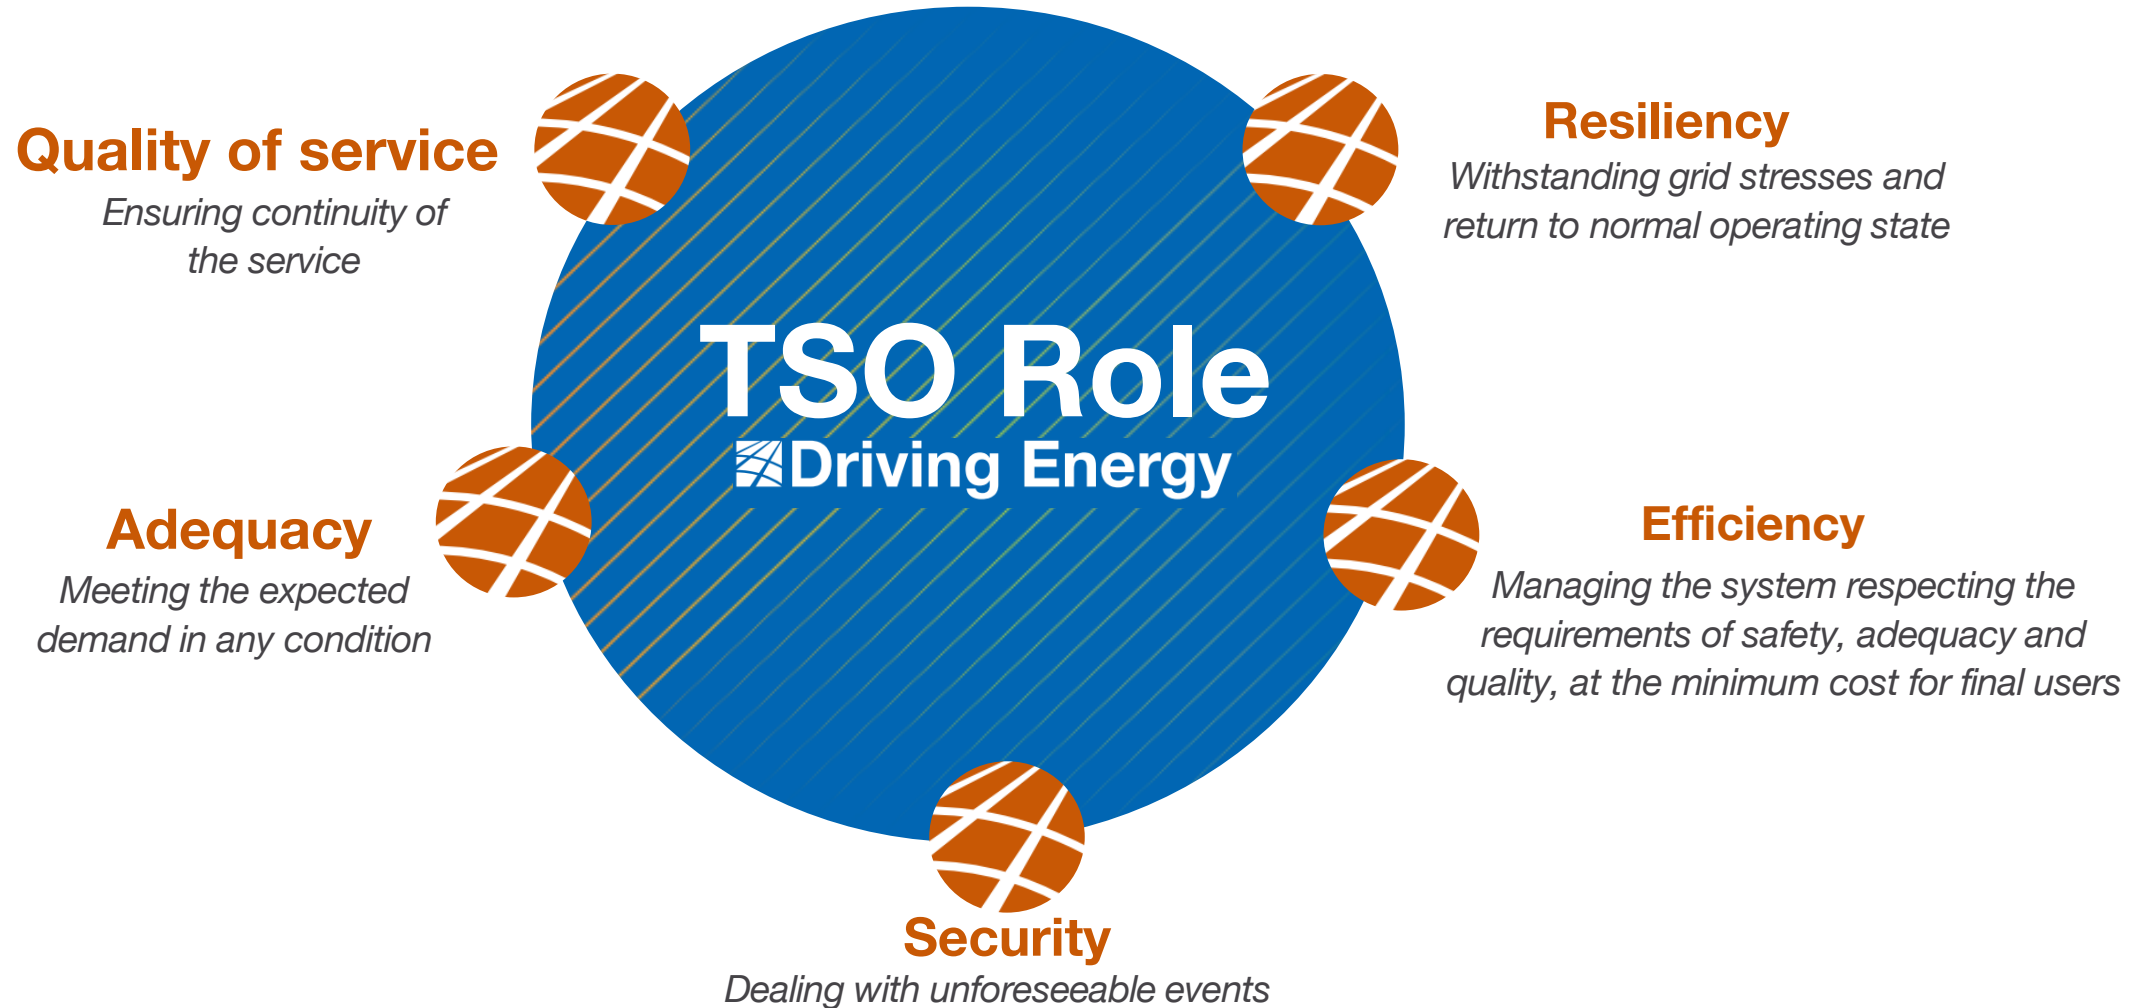 Quality of service
Ensuring continuity of
the service
Resiliency
Withstanding grid stresses and
return to normal operating state
TSO Role
Driving Energy
Adequacy
Meeting the expected
demand in any condition
Efficiency
Managing the system respecting the
requirements of safety, adequacy and
quality, at the minimum cost for final users
Security
Dealing with unforeseeable events